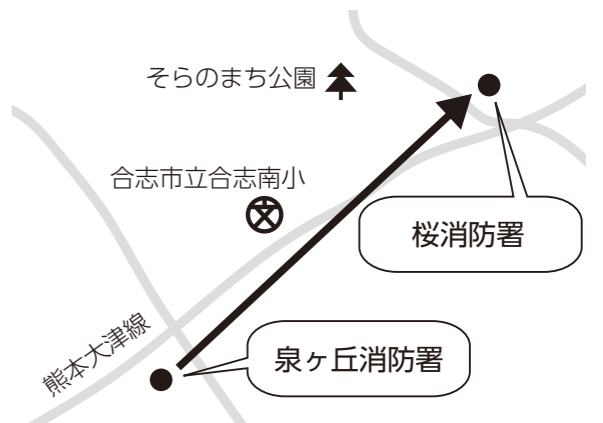 そらのまち公園
合志市立合志南小
文
桜消防署
熊本大津線
泉ヶ丘消防署